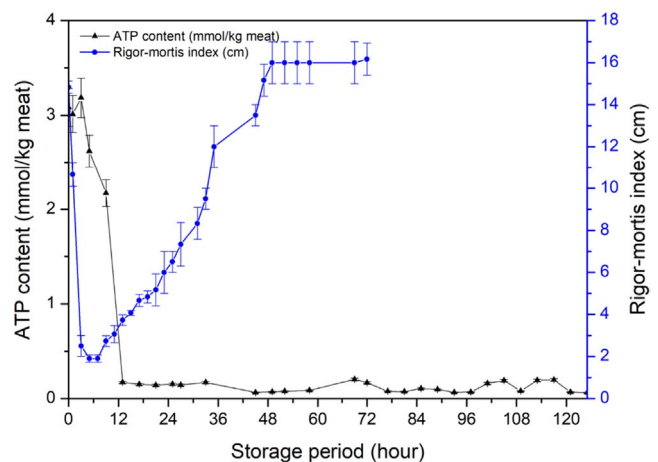 ATP content (mmol/kg meat)
Rigor-mortis index (cm)
4
3
2
1
0
ATP content (mmol/kg meat)
18
16
14
12
10
8
6
4
2
0
Rigor-mortis index (cm)
0 12 24 36 48 60 72 84 96 108 120
Storage period (hour)